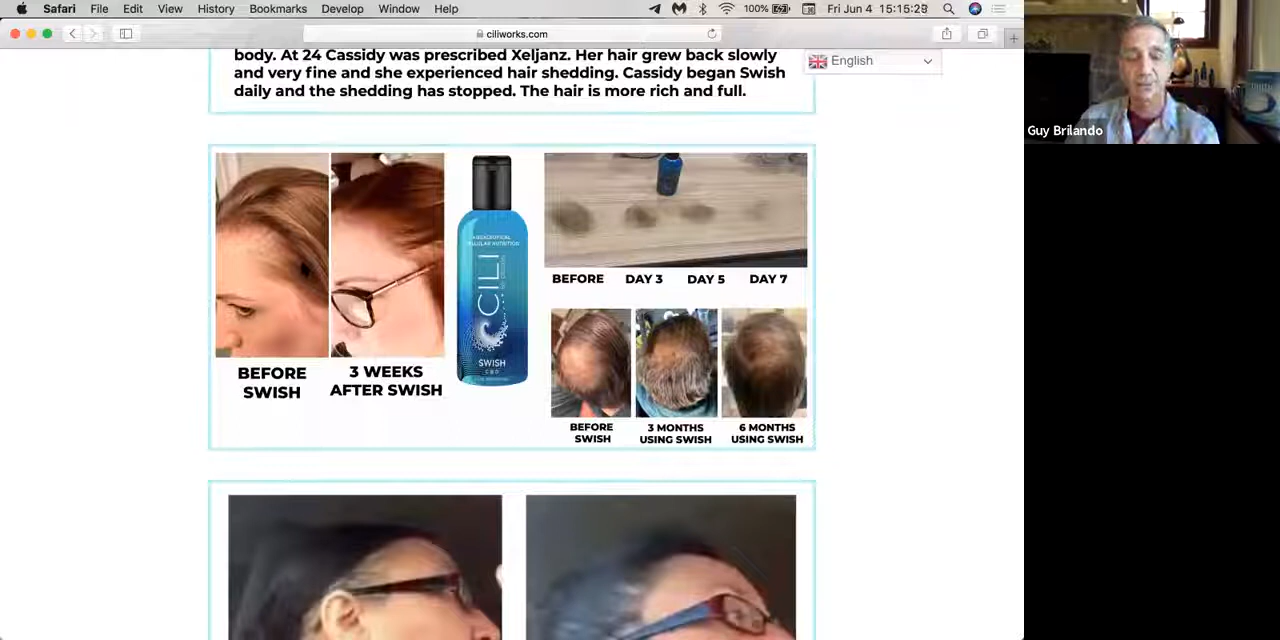 Safari File Edit View History Bookmarks Develop Window Help 100% Fri Jun 4 15:15:29
ciliworks.com
English
body. At 24 Cassidy was prescribed Xeljanz. Her hair grew back slowly
and very fine and she experienced hair shedding. Cassidy began Swish
daily and the shedding has stopped. The hair is more rich and full.
Guy Brilando
CILI
SWISH
CBD
BEFORE
SWISH
3 WEEKS
AFTER SWISH
BEFORE DAY 3 DAY 5 DAY 7
BEFORE
SWISH
3 MONTHS
USING SWISH
6 MONTHS
USING SWISH